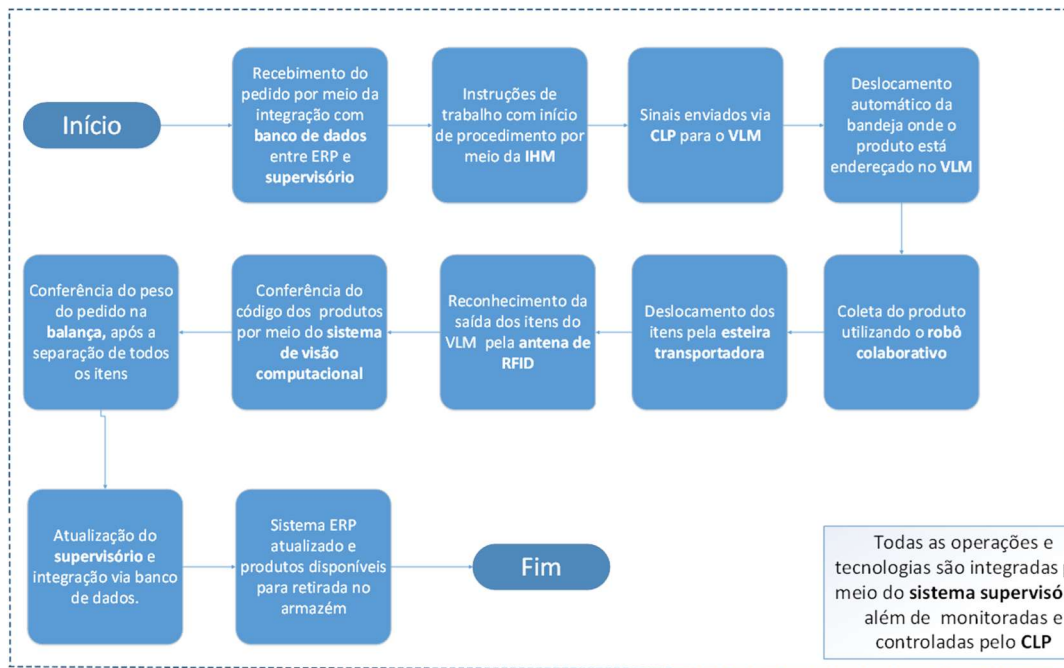 Início
Recebimento do
pedido por meio da
integração com
banco de dados
entre ERP e
supervisório
Instruções de
trabalho com início
de procedimento por
meio da IHM
Sinais enviados via
CLP para o VLM
Deslocamento
automático da
bandeja onde o
produto está
endereçado no VLM
Coleta do produto
utilizando o robô
colaborativo
Deslocamento dos
itens pela esteira
transportadora
Reconhecimento da
saída dos itens do
VLM pela antena de
RFID
Conferência do
código dos produtos
por meio do sistema
de visão
computacional
Conferência do peso
do pedido na
balança, após a
separação de todos
os itens
Atualização do
supervisório e
integração via banco
de dados.
Sistema ERP
atualizado e
produtos disponíveis
para retirada no
armazém
Fim
Todas as operações e
tecnologias são integradas
meio do sistema
além de monitoradas e
controladas pelo CLP